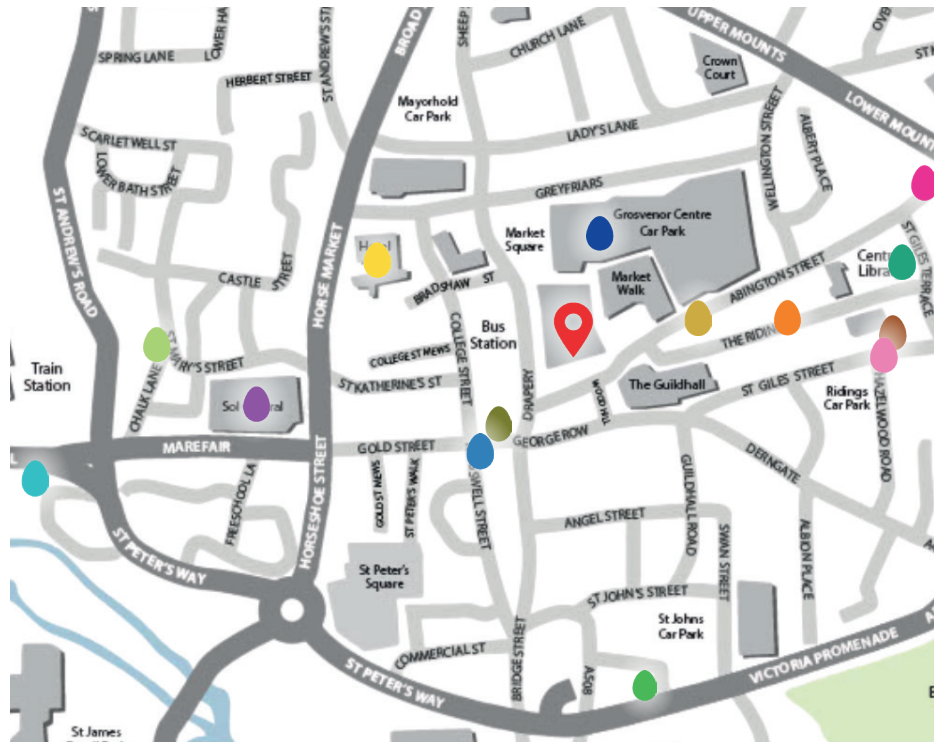 UPPER MOUNTS
SPRING LANE
BROAD
SHEEP
CHURCH LANE
Crown
Court
HERBERT STREET
ST ANDREW'S
Mayorhold
Car Park
LOWER
SCARLETWELL ST
LADY'S LANE
WELLINGTON STREET
ALBERT PLACE
LOWER BATH STREET
GREYFRIARS
ST ANDREW'S ROAD
HORSE MARKET
Market
Square
Grosvenor Centre
Car Park
ST GILES TERRACE
CASTLE STREET
BRADSHAW ST
Market
Walk
ABINGTON STREET
Bus
Station
COLLEGE STREET
THE
ST MARY'S STREET
COLLEGE ST MEWS
Train
Station
ST KATHERINE'S ST
DRAPERY
WOOD HILL
The Guildhall
ST GILES STREET
Ridings
Car Park
HAZELWOOD ROAD
CHALK LANE
Sol
MAREFAIR
GOLD STREET
GEORGE ROW
DERNGATE
HORSESHOE STREET
GOLD ST MEWS
ST PETER'S WALK
GUILDHALL ROAD
ANGEL STREET
SWAN STREET
ALBION PLACE
ST PETER'S WAY
St Peter's
Square
ST JOHN'S STREET
St Johns
Car Park
COMMERCIAL ST
BRIDGE STREET
A508
ST PETER'S WAY
VICTORIA PROMENADE
St James